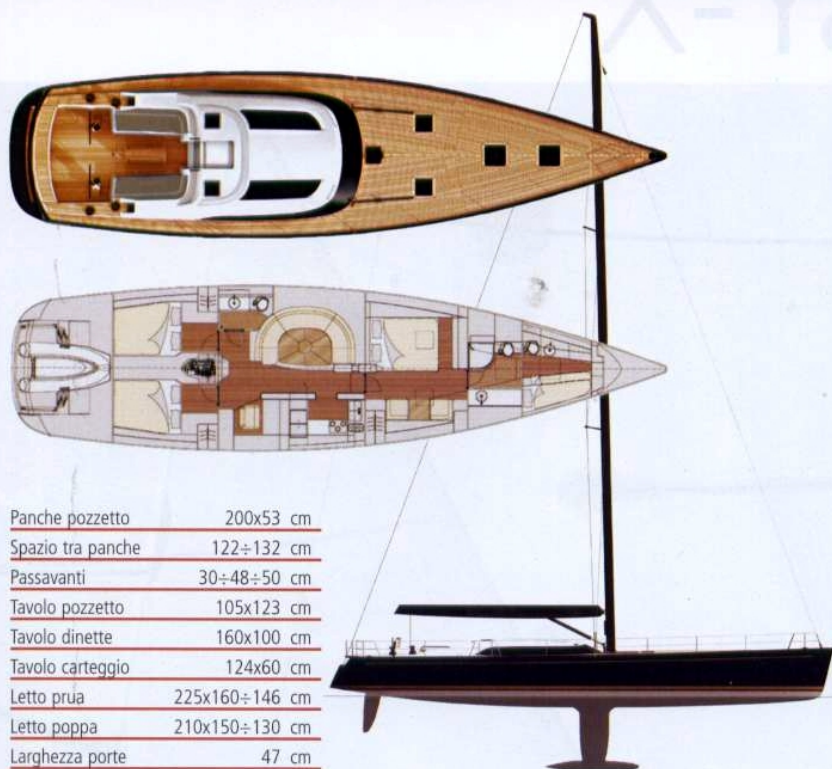 Panche pozzetto 200x53 cm
Spazio tra panche 122÷132 cm
Passavanti 30÷48÷50 cm
Tavolo pozzetto 105x123 cm
Tavolo dinette 160x100 cm
Tavolo carteggio 124x60 cm
Letto prua 225x160÷146 cm
Letto poppa 210x150÷130 cm
Larghezza porte 47 cm